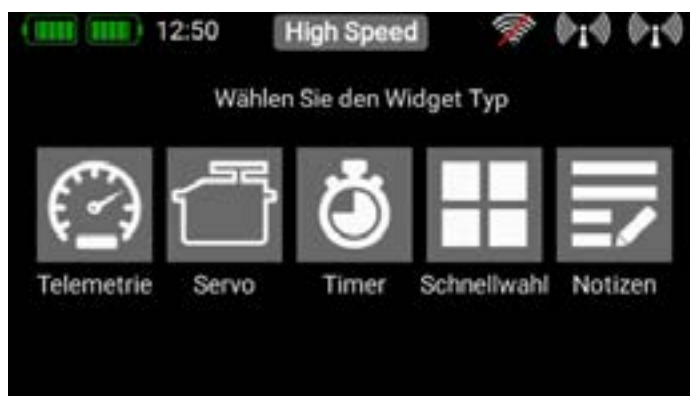 12:50 High Speed
Wählen Sie den Widget Typ
Telemetrie Servo Timer Schnellwahl Notizen